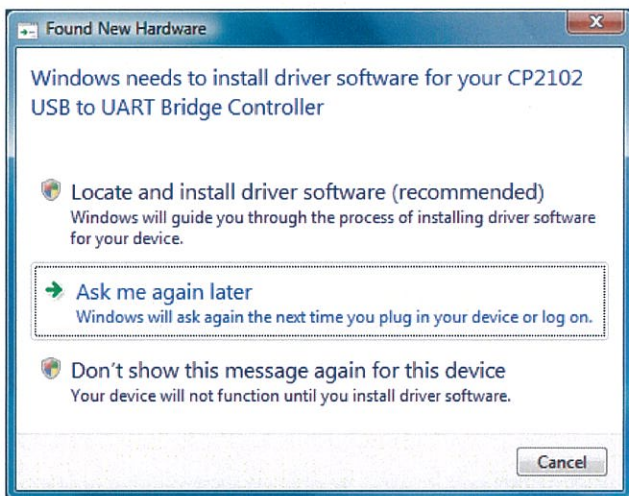 Found New Hardware
Windows needs to install driver software for your CP2102
USB to UART Bridge Controller
Locate and install driver software (recommended)
Windows will guide you through the process of installing driver software
for your device.
Ask me again later
Windows will ask again the next time you plug in your device or log on.
Don't show this message again for this device
Your device will not function until you install driver software.
Cancel